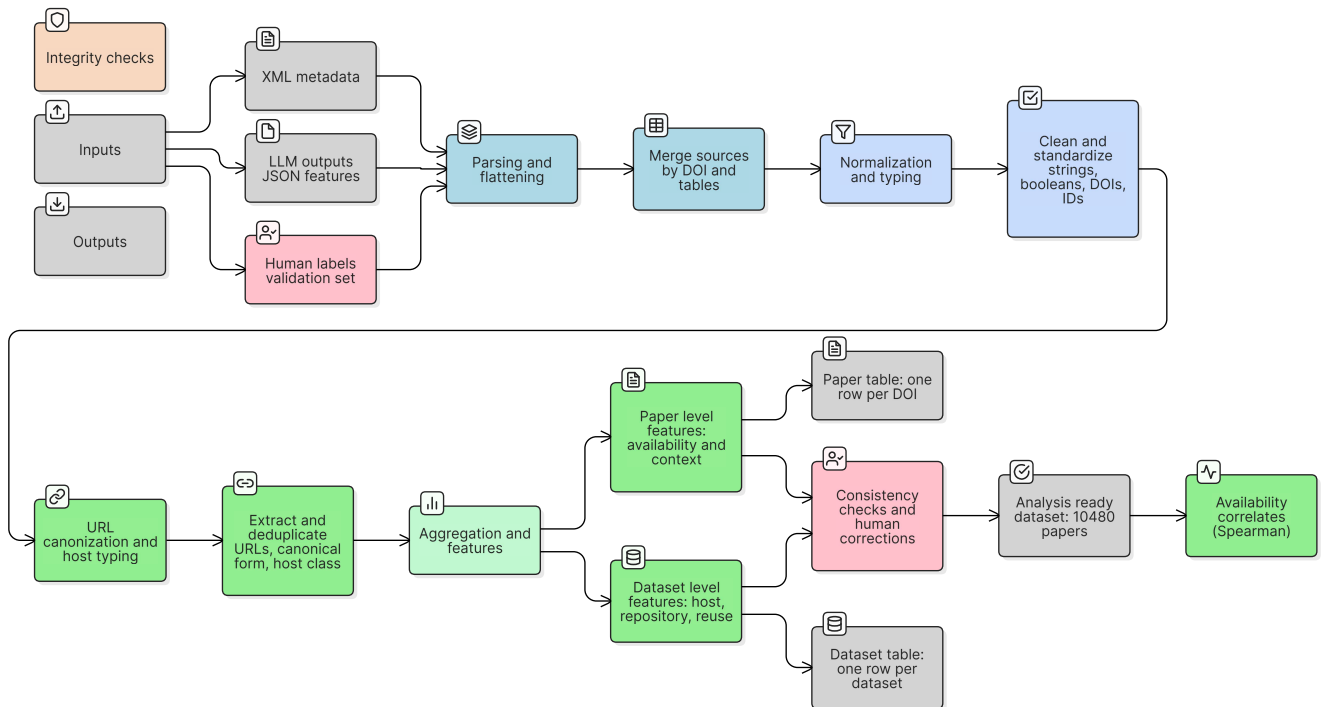 Integrity checks
Inputs
Outputs
XML metadata
LLM outputs
JSON features
Human labels
validation set
Parsing and
flattening
Merge sources
by DOI and
tables
Normalization
and typing
Clean and
standardize
strings,
booleans, DOIs,
IDs
URL
canonization and
host typing
Extract and
deduplicate
URLs, canonical
form, host class
Aggregation and
features
Paper level
features:
availability and
context
Dataset level
features: host,
repository, reuse
Paper table: one
row per DOI
Consistency
checks and
human
corrections
Dataset table:
one row per
dataset
Analysis ready
dataset: 10480
papers
Availability
correlates
(Spearman)